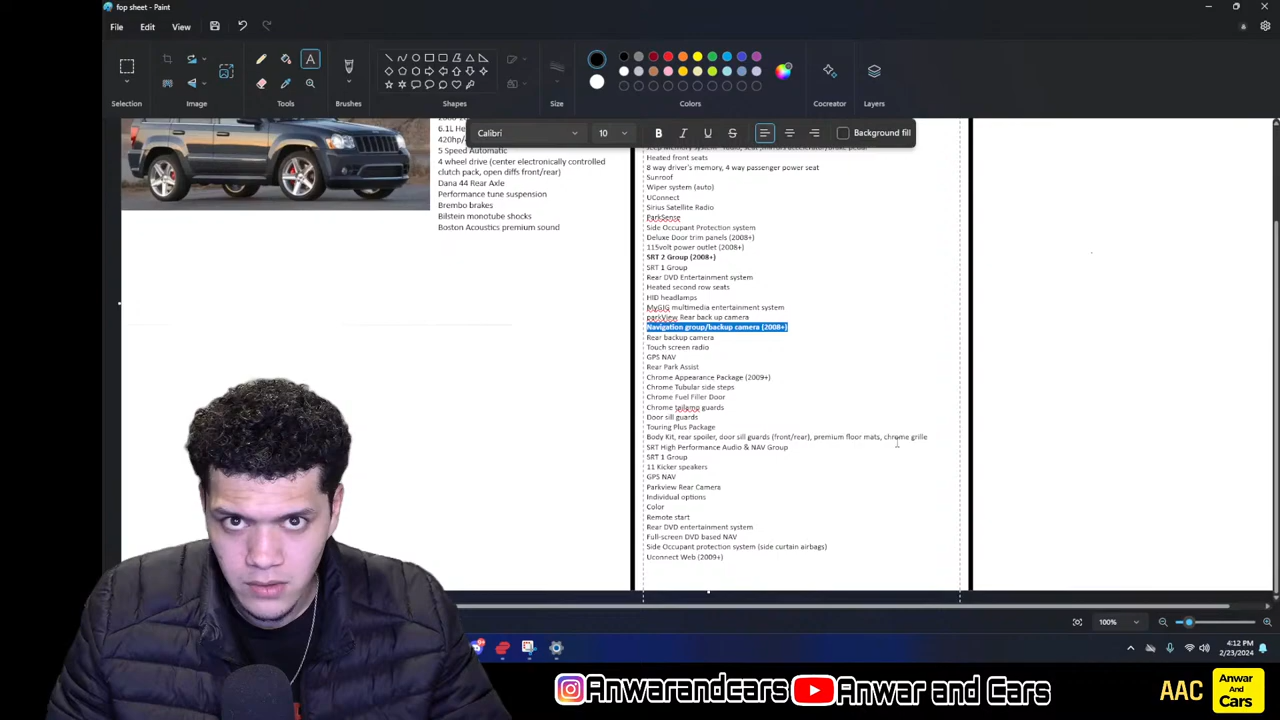 fop sheet - Paint
File
Edit
View
Selection
Image
Tools
Brushes
Shapes
Size
Colors
Cocreator
Layers
Calibri
10
Background fill
6.1L He
420hp/
5 Speed Automatic
4 wheel drive (center electronically controlled
clutch pack, open diffs front/rear)
Dana 44 Rear Axle
Performance tune suspension
Brembo brakes
Bilstein monotube shocks
Boston Acoustics premium sound
Heated front seats
8 way driver's memory, 4 way passenger power seat
Sunroof
Wiper system (auto)
UConnect
Sirius Satellite Radio
ParkSense
Side Occupant Protection system
Deluxe Door trim panels (2008+)
115volt power outlet (2008+)
SRT 2 Group (2008+)
SRT 1 Group
Rear DVD Entertainment system
Heated second row seats
HID headlamps
MyGIG multimedia entertainment system
parkView Rear back up camera
Navigation group/backup camera (2008+)
Rear backup camera
Touch screen radio
GPS NAV
Rear Park Assist
Chrome Appearance Package (2009+)
Chrome Tubular side steps
Chrome Fuel Filler Door
Chrome tailamp guards
Door sill guards
Touring Plus Package
Body Kit, rear spoiler, door sill guards (front/rear), premium floor mats, chrome grille
SRT High Performance Audio & NAV Group
SRT 1 Group
11 Kicker speakers
GPS NAV
Parkview Rear Camera
Individual options
Color
Remote start
Rear DVD entertainment system
Full-screen DVD based NAV
Side Occupant protection system (side curtain airbags)
Uconnect Web (2009+)
100%
4:12 PM
2/23/2024
Anwarandcars
Anwar and Cars
AAC
Anwar
And
Cars